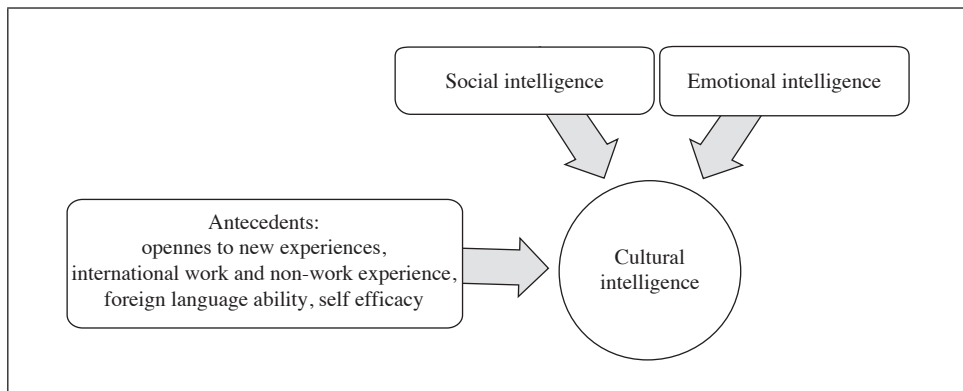 Social intelligence
Emotional intelligence
Antecedents:
opennes to new experiences,
international work and non-work experience,
foreign language ability, self efficacy
Cultural
intelligence